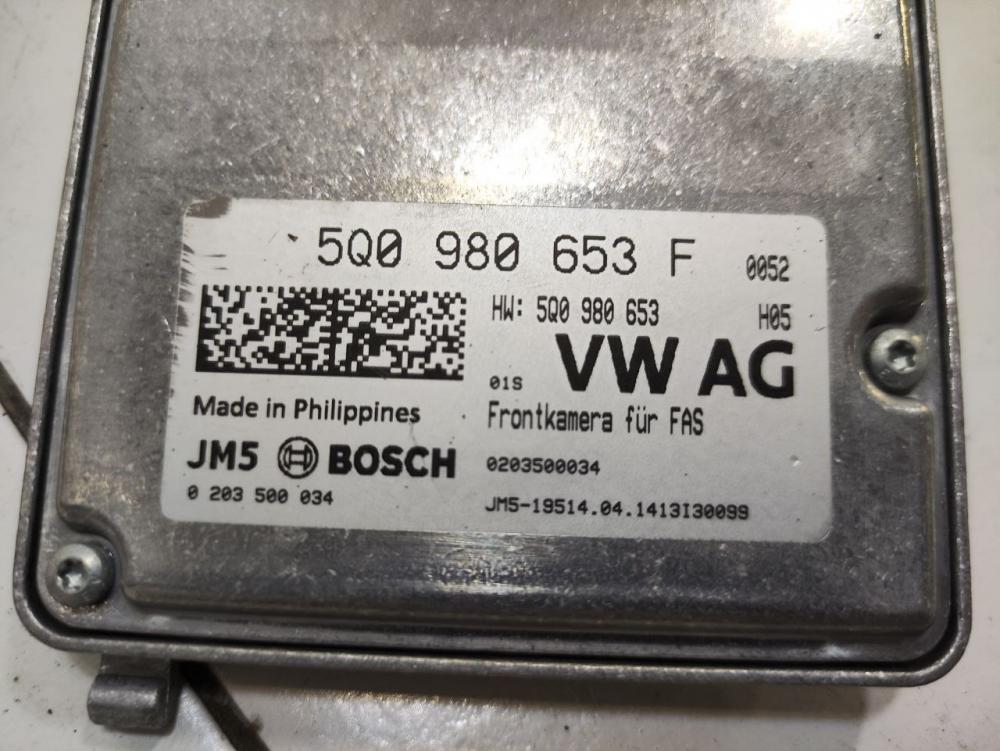 5Q0 980 653 F 0052
HW: 5Q0 980 653 H05
01S VW AG
Made in Philippines
Frontkamera für FAS
JM5 BOSCH
0203500034
0 203 500 034
JM5-19514.04.1413I30099